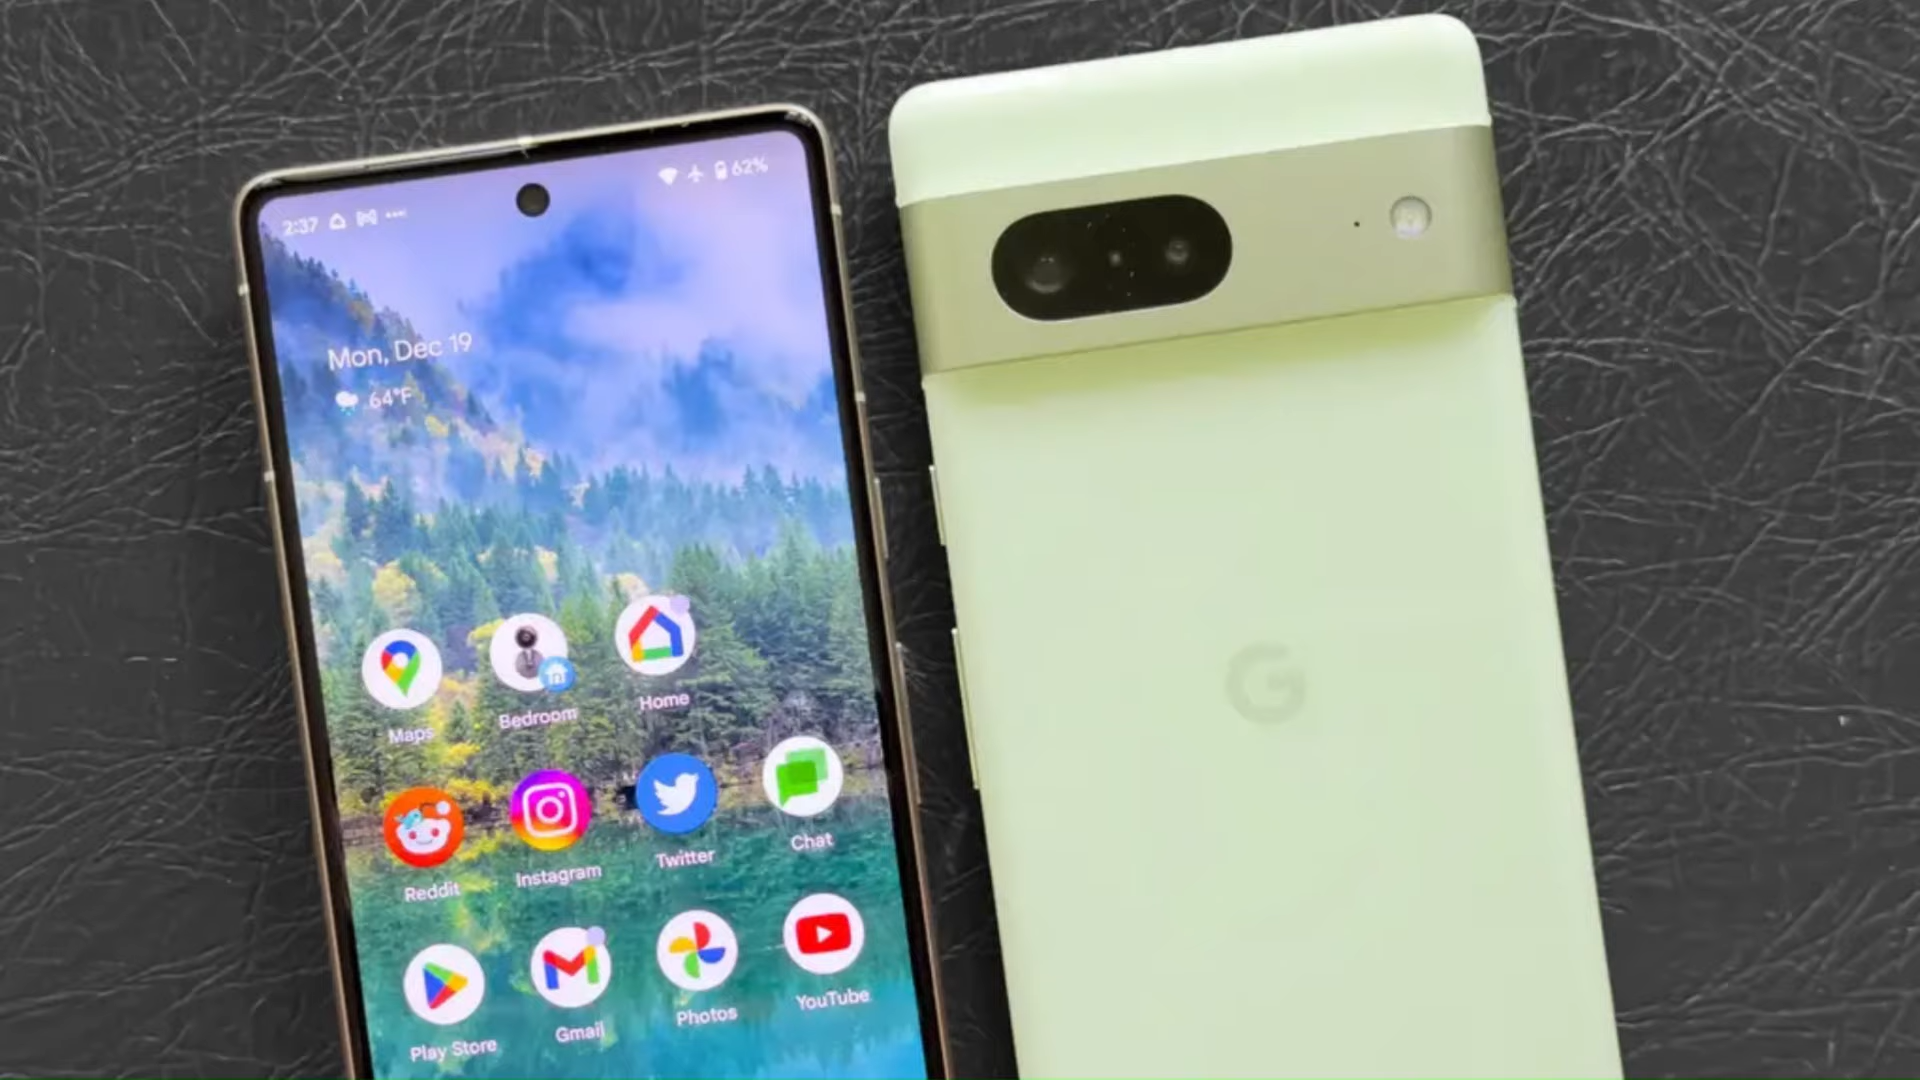 2:37
62%
Mon, Dec 19
64°F
Maps
Bedroom
Home
Reddit
Instagram
Twitter
Chat
Play Store
Gmail
Photos
YouTube
G